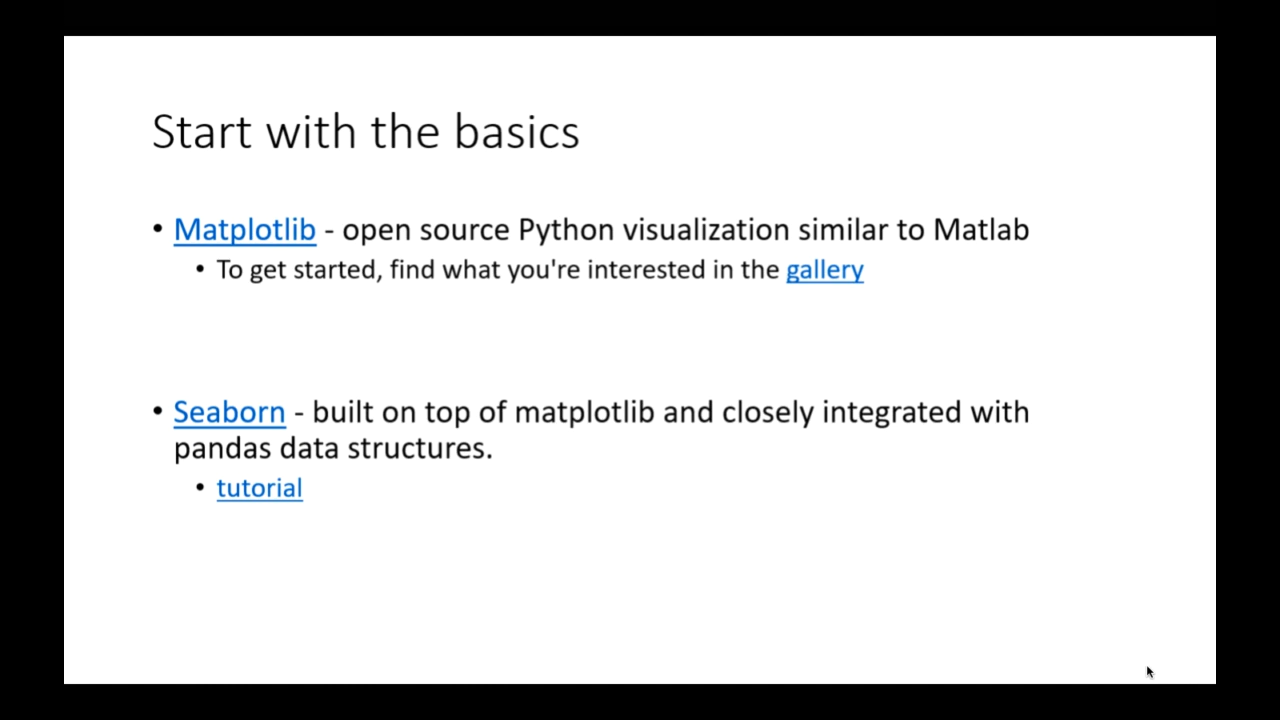 Start with the basics
• Matplotlib - open source Python visualization similar to Matlab
• To get started, find what you're interested in the gallery
• Seaborn - built on top of matplotlib and closely integrated with
pandas data structures.
• tutorial